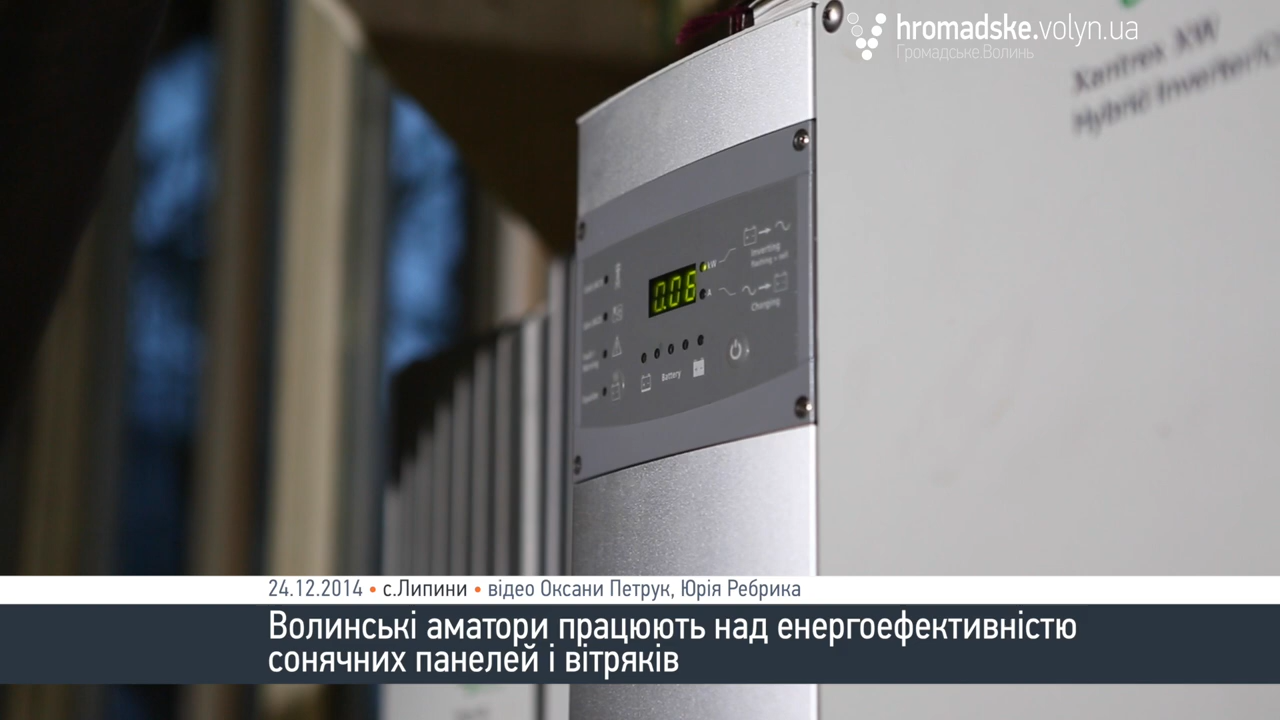 hromadske.volyn.ua
Громадське.Волинь
Xantrex XW
Hybrid Inverter/C
0.06
kW
A
Inverting
Charging
Battery
24.12.2014 • с.Липини • відео Оксани Петрук, Юрія Ребрика
Волинські аматори працюють над енергоефективністю
сонячних панелей і вітряків